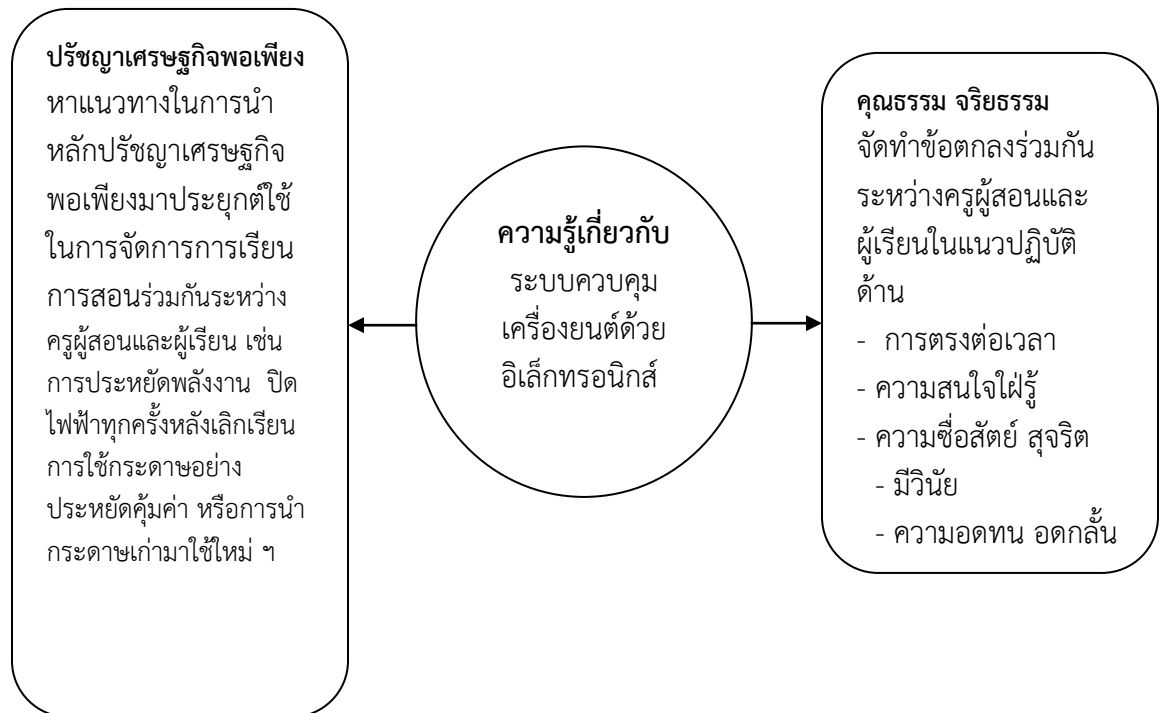 ปรัชญาเศรษฐกิจพอเพียง
หาแนวทางในการนำ
หลักปรัชญาเศรษฐกิจ
พอเพียงมาประยุกต์ใช้
ในการจัดการการเรียน
การสอนร่วมกันระหว่าง
ครูผู้สอนและผู้เรียน เช่น
การประหยัดพลังงาน ปิด
ไฟฟ้าทุกครั้งหลังเลิกเรียน
การใช้กระดาษอย่าง
ประหยัดคุ้มค่า หรือการนำ
กระดาษเก่ามาใช้ใหม่ ฯ
ความรู้เกี่ยวกับ
ระบบควบคุม
เครื่องยนต์ด้วย
อิเล็กทรอนิกส์
คุณธรรม จริยธรรม
จัดทำข้อตกลงร่วมกัน
ระหว่างครูผู้สอนและ
ผู้เรียนในแนวปฏิบัติ
ด้าน
- การตรงต่อเวลา
- ความสนใจใฝ่รู้
- ความซื่อสัตย์ สุจริต
- มีวินัย
- ความอดทน อดกลั้น